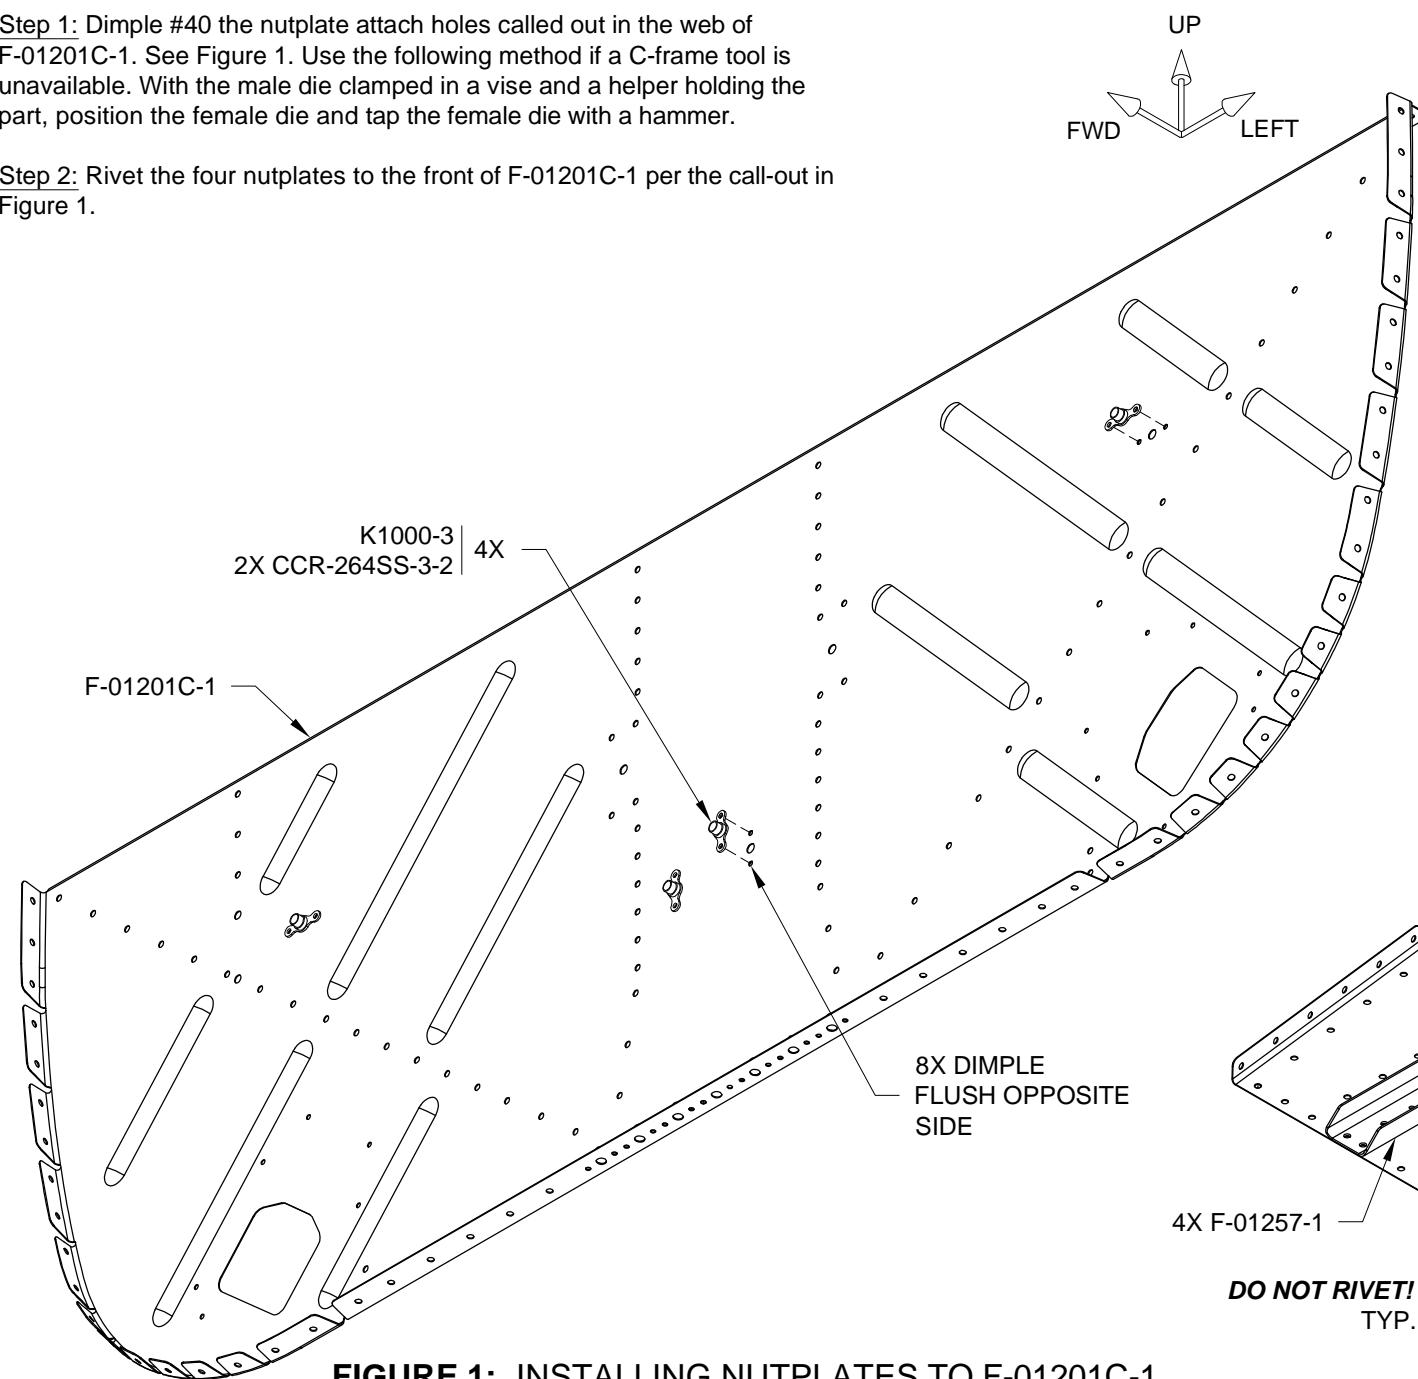 Step 1: Dimple #40 the nutplate attach holes called out in the web of
F-01201C-1. See Figure 1. Use the following method if a C-frame tool is
unavailable. With the male die clamped in a vise and a helper holding the
part, position the female die and tap the female die with a hammer.
Step 2: Rivet the four nutplates to the front of F-01201C-1 per the call-out in
Figure 1.
UP
FWD
LEFT
K1000-3
2X CCR-264SS-3-2
4X
F-01201C-1
8X DIMPLE
FLUSH OPPOSITE
SIDE
4X F-01257-1
DO NOT RIVET!
TYP.
FIGURE 1: INSTALLING NUTPLATES TO F-01201C-1